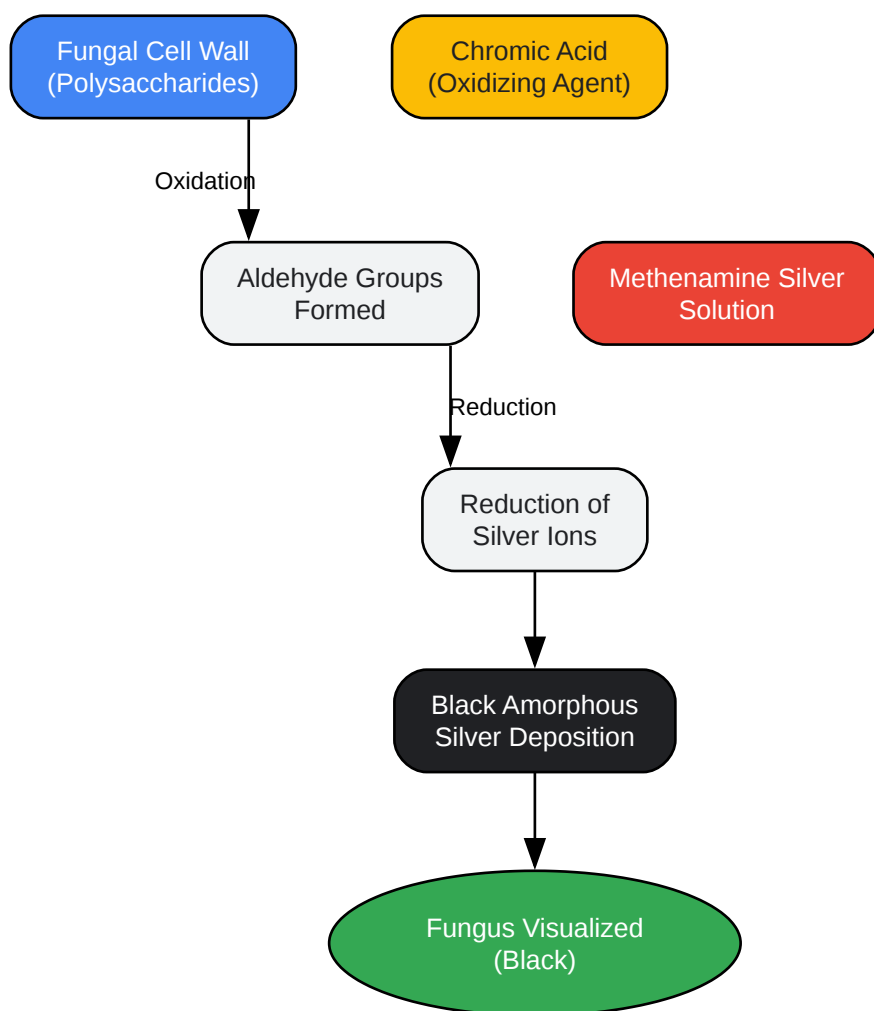 Fungal Cell Wall
(Polysaccharides)
Chromic Acid
(Oxidizing Agent)
Oxidation
Aldehyde Groups
Formed
Methenamine Silver
Solution
Reduction
Reduction of
Silver Ions
Black Amorphous
Silver Deposition
Fungus Visualized
(Black)